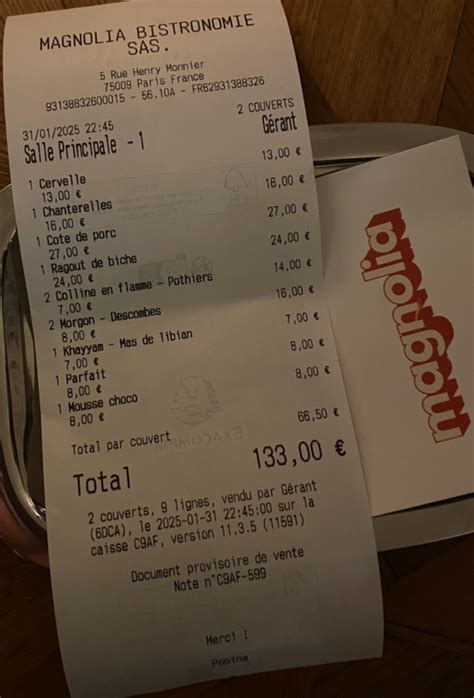 MAGNOLIA BISTRONOMIE
SAS.
5 Rue Henry Monnier
75009 Paris France
93138832600015 - 56.10A - FR62931388326
31/01/2025 22:45 2 COUVERTS
Salle Principale - 1 Gérant
1 Cervelle 13,00 €
13,00 €
1 Chanterelles 16,00 €
16,00 €
1 Cote de porc 27,00 €
27,00 €
1 Ragout de biche 24,00 €
24,00 €
2 Colline en flamme - Pothiers 14,00 €
7,00 €
2 Morgon - Descombes 16,00 €
8,00 €
1 Khayyam - Mas de libian 7,00 €
7,00 €
1 Parfait 8,00 €
8,00 €
1 Mousse choco 8,00 €
8,00 €
Total par couvert 66,50 €
Total 133,00 €
2 couverts, 9 lignes, vendu par Gérant
(6DCA), le 2025-01-31 22:45:00 sur la
caisse C9AF, version 11.3.5 (11591)
Document provisoire de vente
Note n°C9AF-599
Merci !
Popina
magnolia